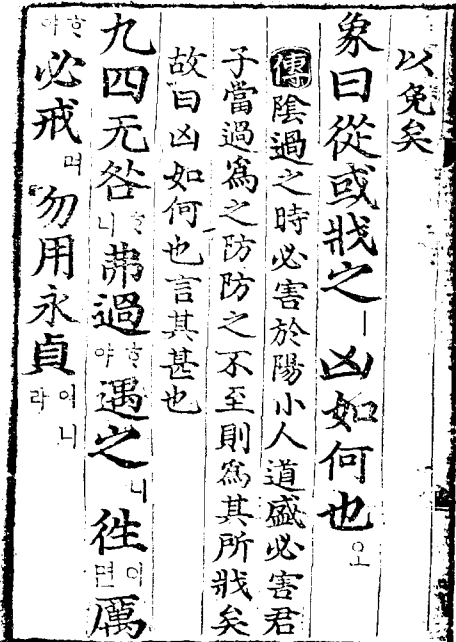 以免矣
象曰從或戕之ㅣ凶如何也오
傳陰過之時必害於陽小人道盛必害君
子當過爲之防防之不至則爲其所戕矣
故曰凶如何也言其甚也
九四无咎ᄒᆞ니弗過ᄒᆞ야遇之니徃이면厲
ᄒᆞ야必戒며勿用永貞이니라